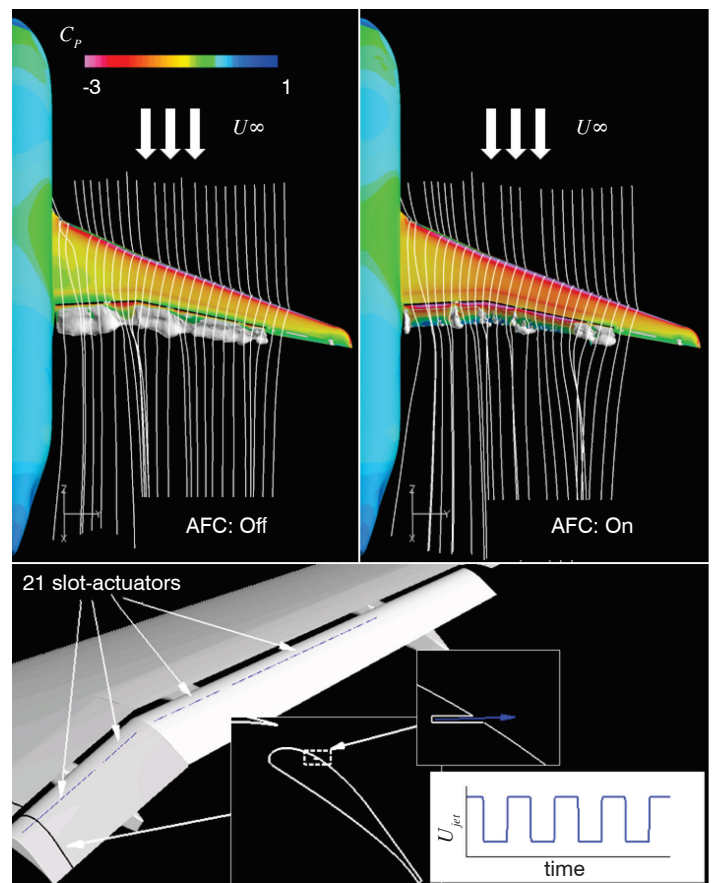 C_P
-3 1
U∞
U∞
Z
X
Y
AFC: Off
Z
X
Y
AFC: On
21 slot-actuators
U_jet
time